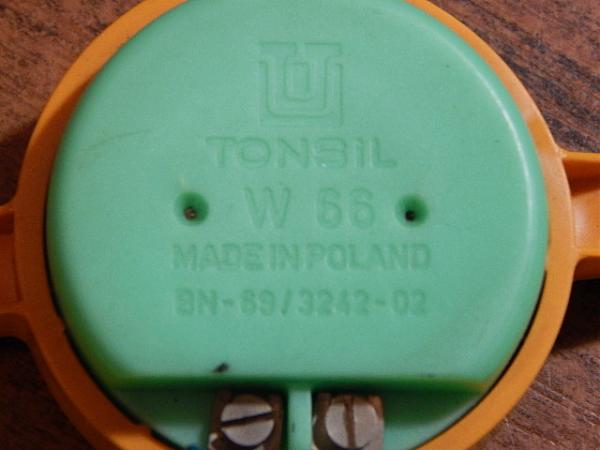 TONSIL
W 66
MADE IN POLAND
BN-69/3242-02